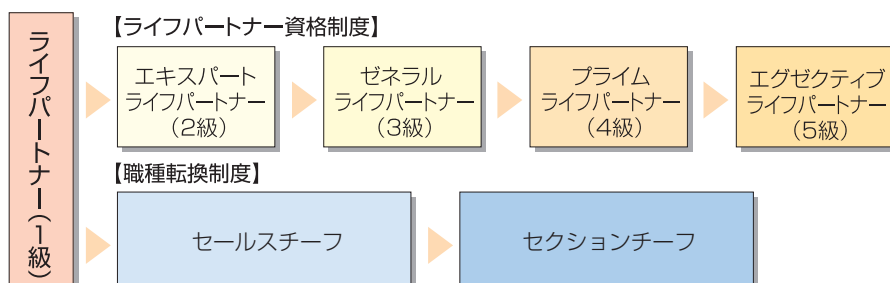 ライフパートナー(1級)
【ライフパートナー資格制度】
エキスパート
ライフパートナー
(2級)
ゼネラル
ライフパートナー
(3級)
プライム
ライフパートナー
(4級)
エグゼクティブ
ライフパートナー
(5級)
【職種転換制度】
セールスチーフ
セクションチーフ